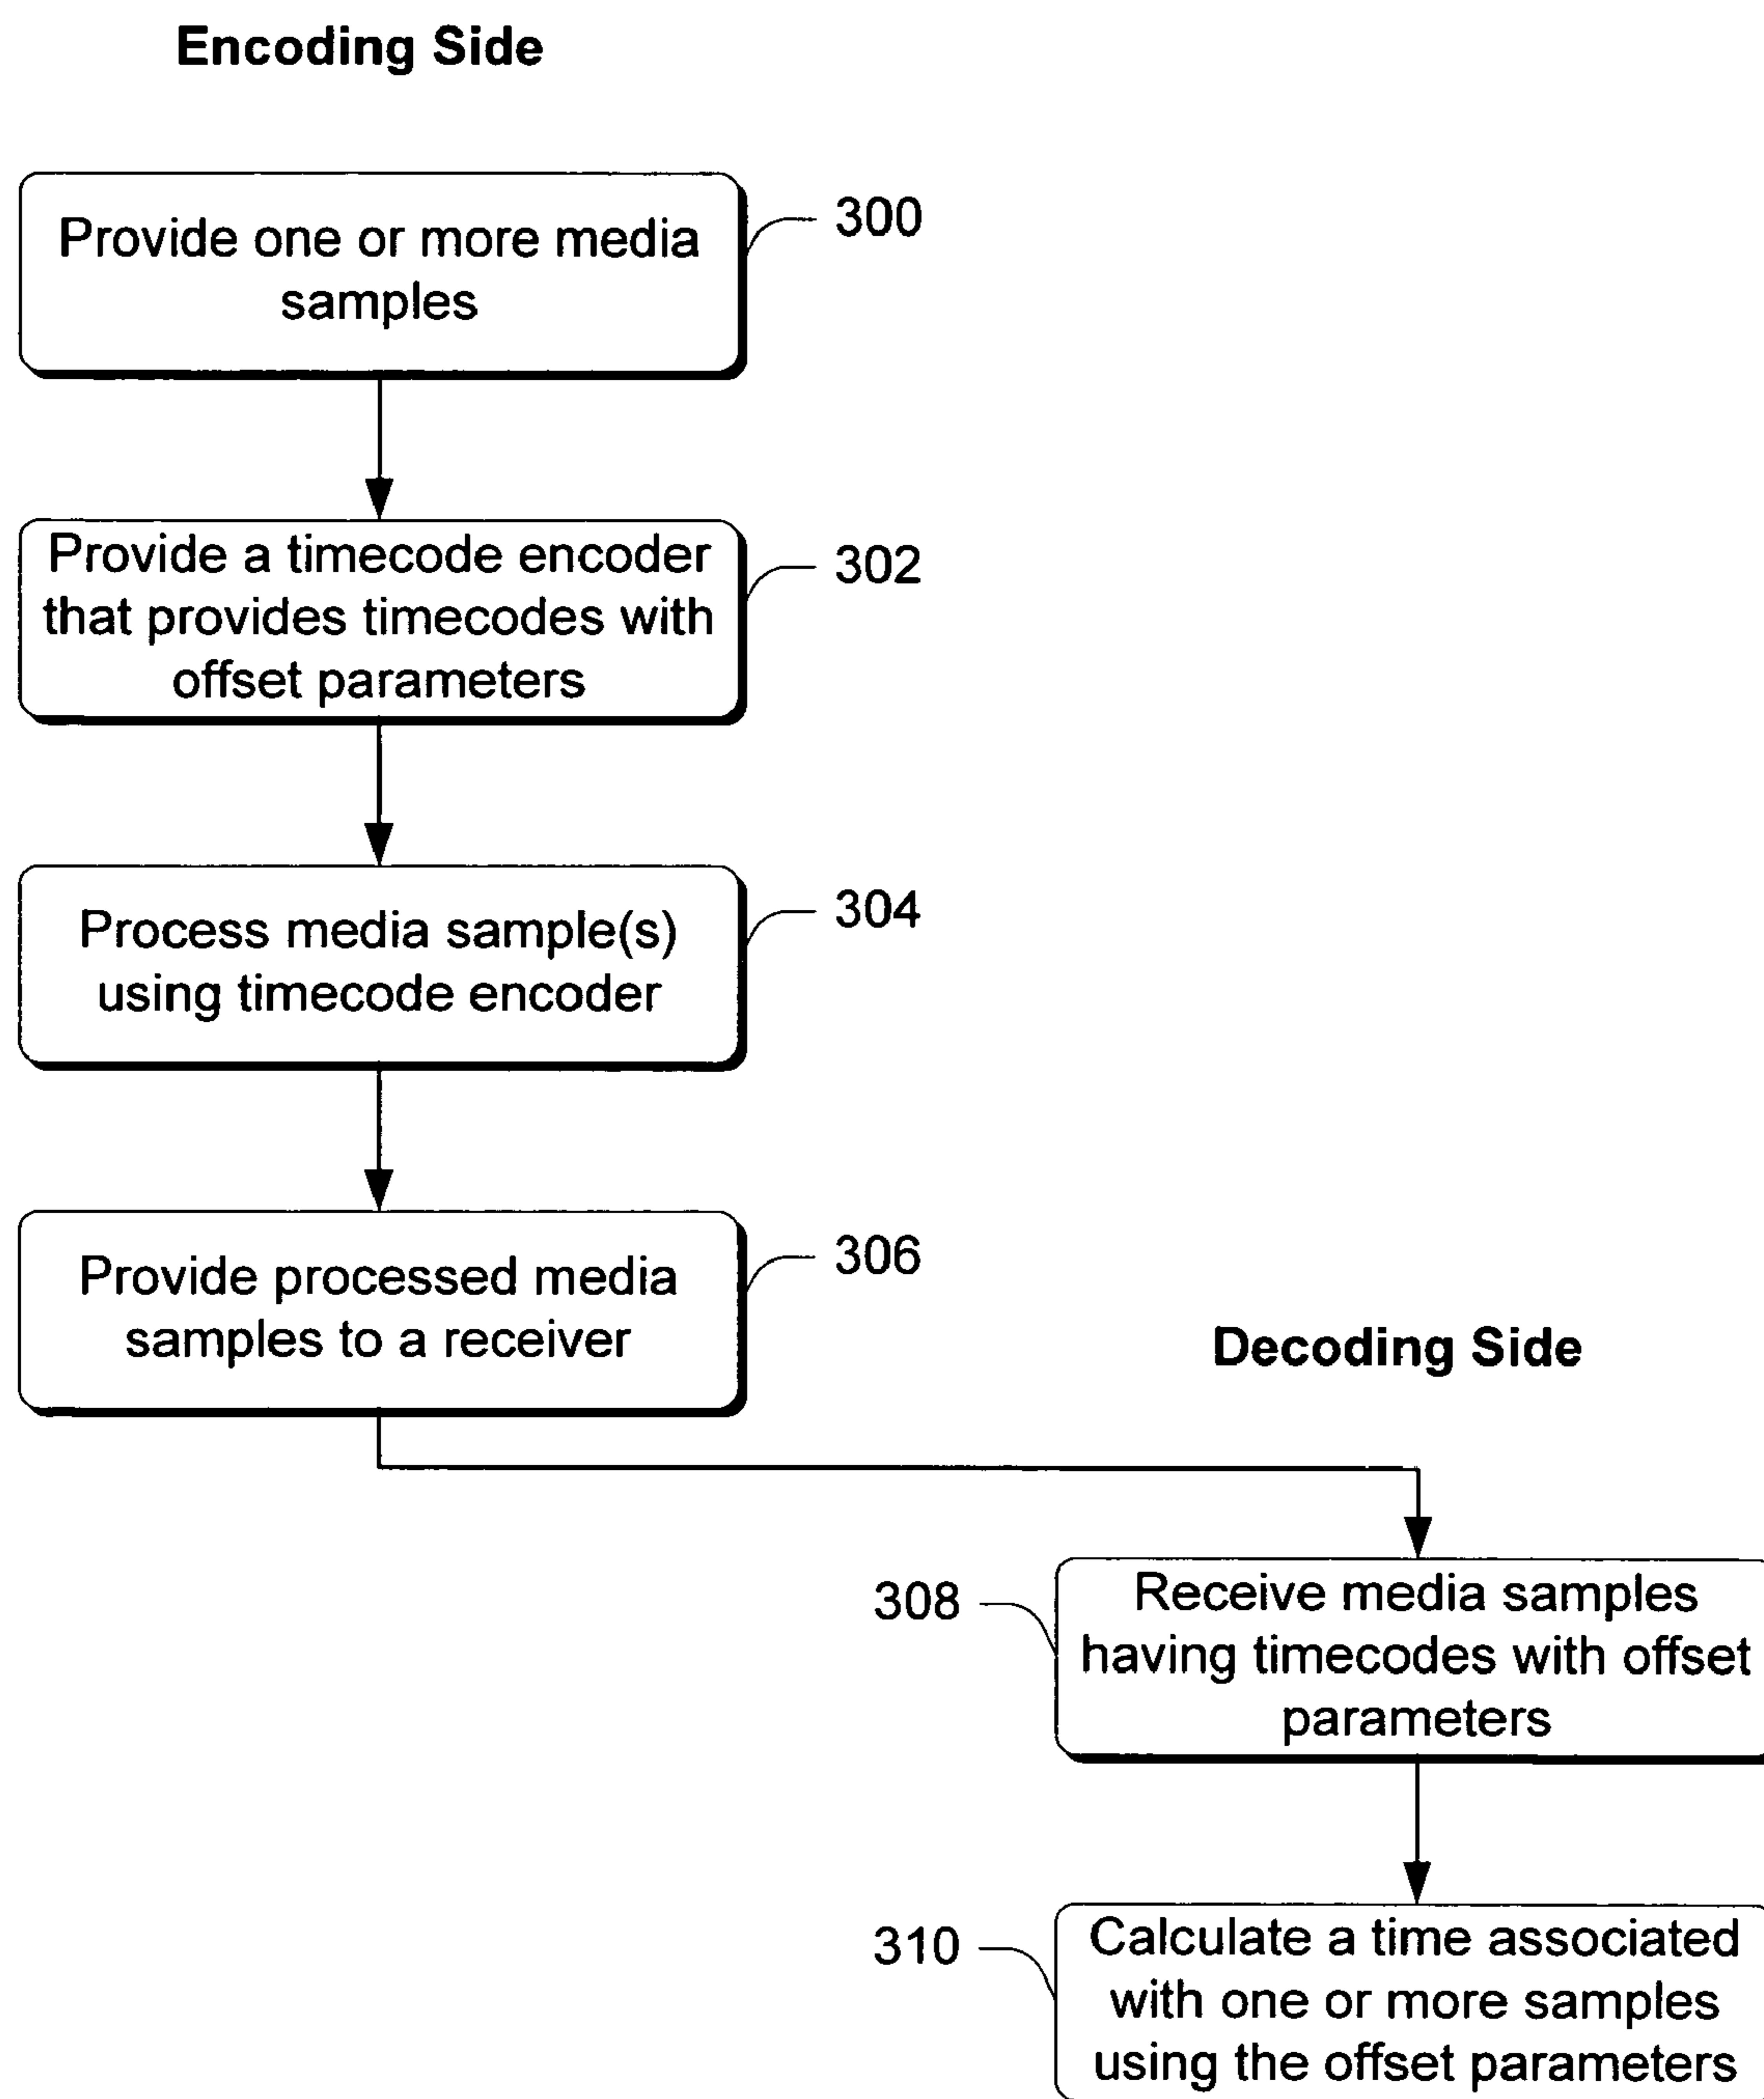 Encoding Side
Provide one or more media
samples
300
Provide a timecode encoder
that provides timecodes with
offset parameters
302
Process media sample(s)
using timecode encoder
304
Provide processed media
samples to a receiver
306
Decoding Side
308
Receive media samples
having timecodes with offset
parameters
310
Calculate a time associated
with one or more samples
using the offset parameters